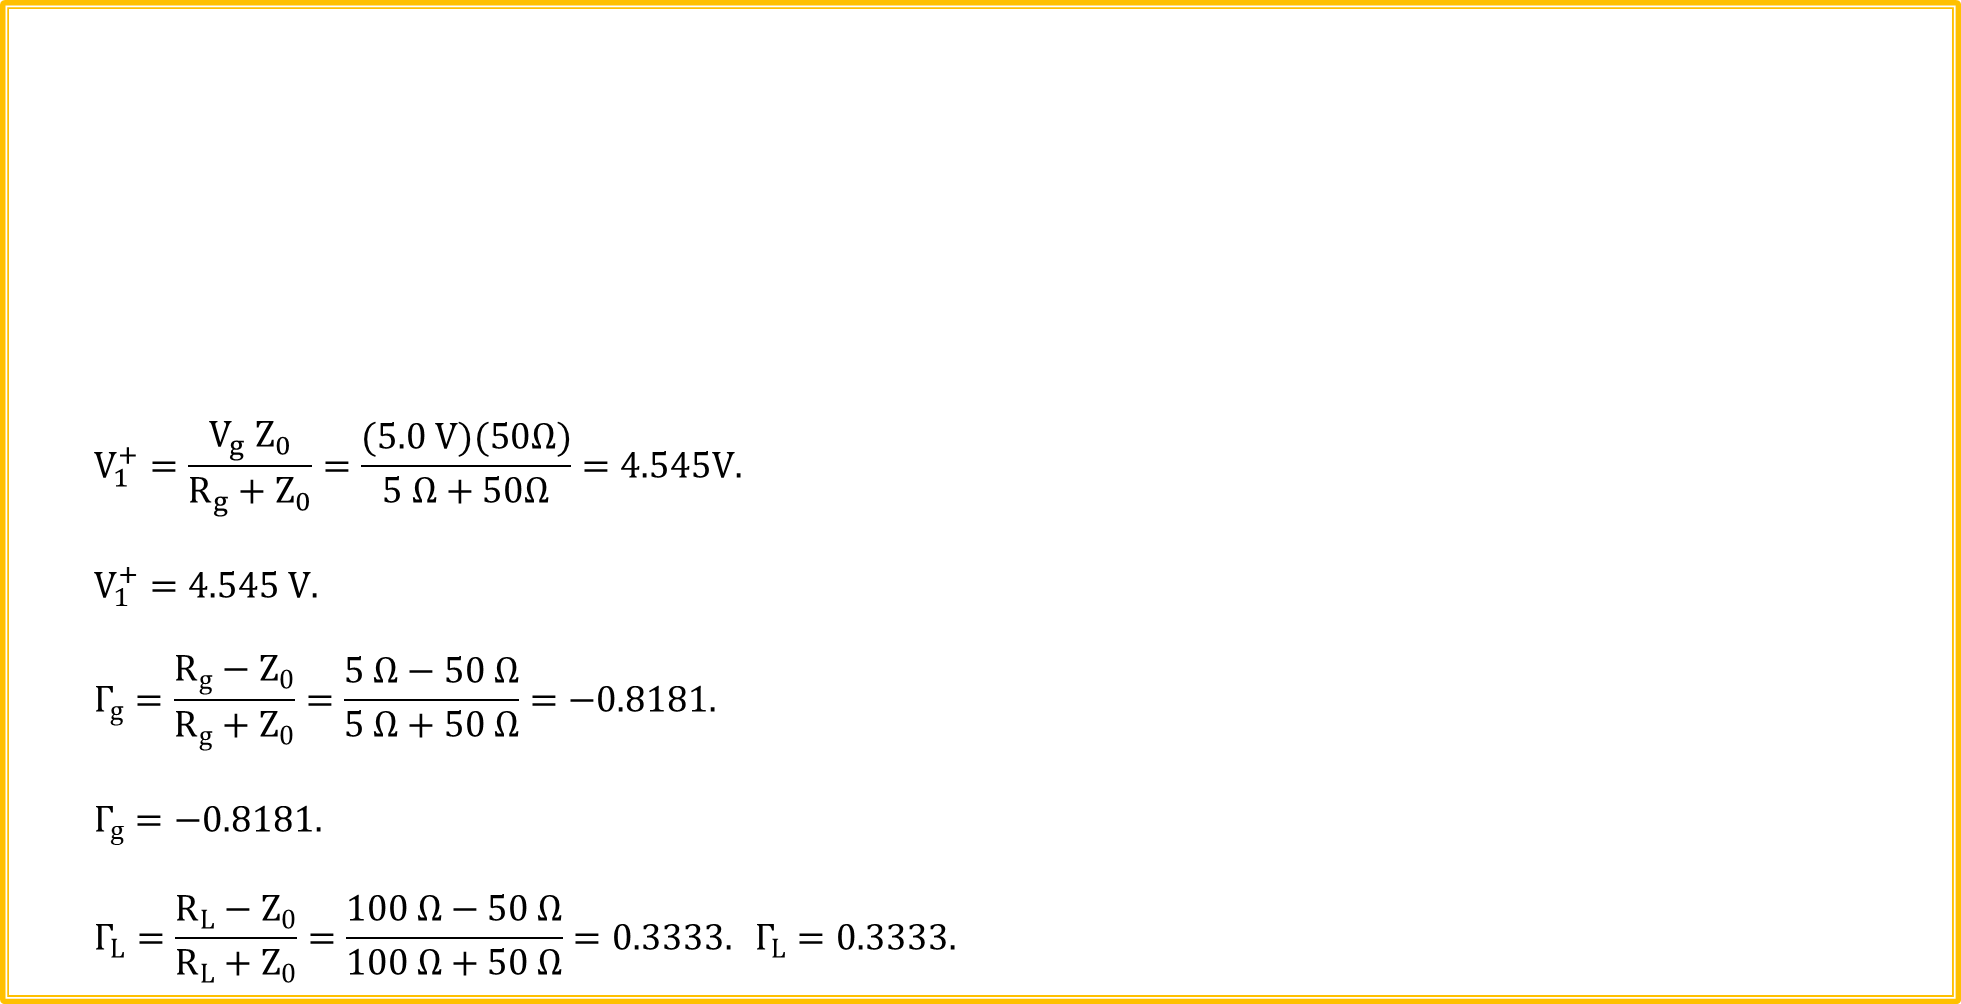 V₁⁺ = (V_g Z₀)/(R_g + Z₀) = ((5.0 V)(50Ω))/(5 Ω + 50Ω) = 4.545V.
V₁⁺ = 4.545 V.
Γ_g = (R_g − Z₀)/(R_g + Z₀) = (5 Ω − 50 Ω)/(5 Ω + 50 Ω) = −0.8181.
Γ_g = −0.8181.
Γ_L = (R_L − Z₀)/(R_L + Z₀) = (100 Ω − 50 Ω)/(100 Ω + 50 Ω) = 0.3333. Γ_L = 0.3333.